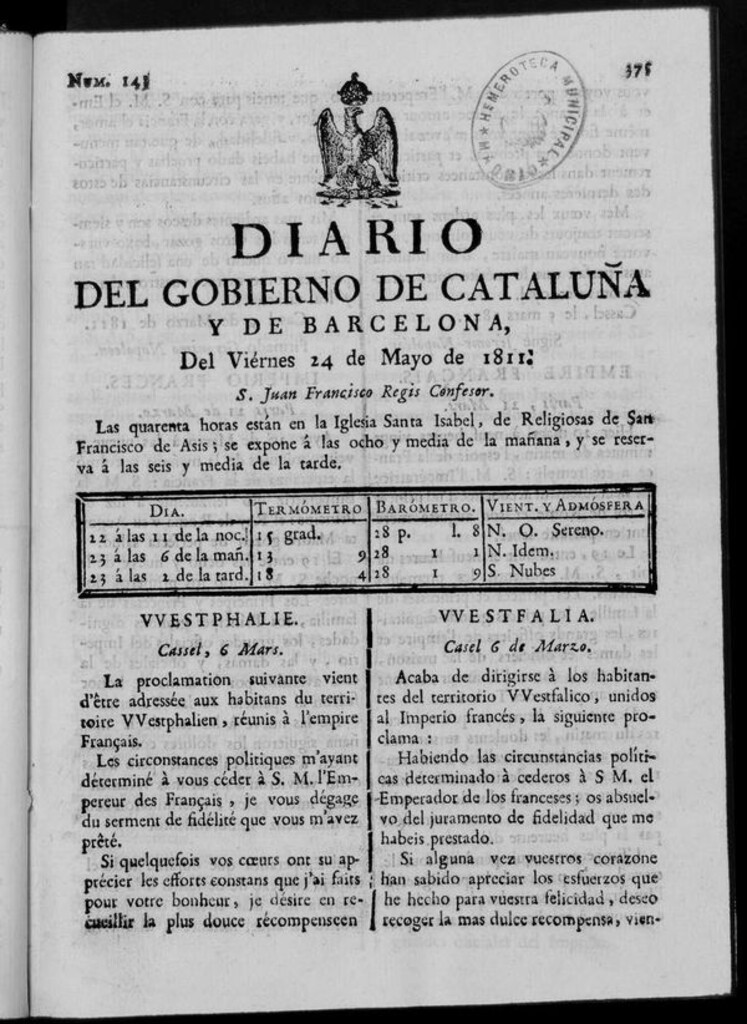 Num. 143
375
HEMEROTECA MUNICIPAL
DIARIO
DEL GOBIERNO DE CATALUÑA
Y DE BARCELONA,
Del Viérnes 24 de Mayo de 1811.
S. Juan Francisco Regis Confesor.
Las quarenta horas están en la Iglesia Santa Isabel, de Religiosas de San
Francisco de Asis; se expone á las ocho y media de la mañana, y se reser-
va á las seis y media de la tarde.
DIA. TERMÓMETRO BARÓMETRO. VIENT. Y ADMÓSFERA
22 á las 11 de la noc. 15 grad. 28 p. l. 8 N. O. Sereno.
23 á las 6 de la mañ. 13 9 28 1 1 N. Idem.
23 á las 2 de la tard. 18 4 28 1 9 S. Nubes
VVESTPHALIE.
Cassel, 6 Mars.
La proclamation suivante vient
d'être adressée aux habitans du terri-
toire VVestphalien, réunis à l'empire
Français.
Les circonstances politiques m'ayant
déterminé à vous céder à S. M. l'Em-
pereur des Français, je vous dégage
du serment de fidélité que vous m'avez
prêté.
Si quelquefois vos cœurs ont su ap-
précier les efforts constans que j'ai faits
pour votre bonheur, je désire en re-
cueillir la plus douce récompenseen
VVESTFALIA.
Casel 6 de Marzo.
Acaba de dirigirse à los habitan-
tes del territorio VVestfalico, unidos
al Imperio francés, la siguiente pro-
clama:
Habiendo las circunstancias políti-
cas determinado à cederos à S M. el
Emperador de los franceses; os absuel-
vo del juramento de fidelidad que me
habeis prestado.
Si alguna vez vuestros corazone
han sabido apreciar los esfuerzos que
he hecho para vuestra felicidad, deseo
recoger la mas dulce recompensa, vien-